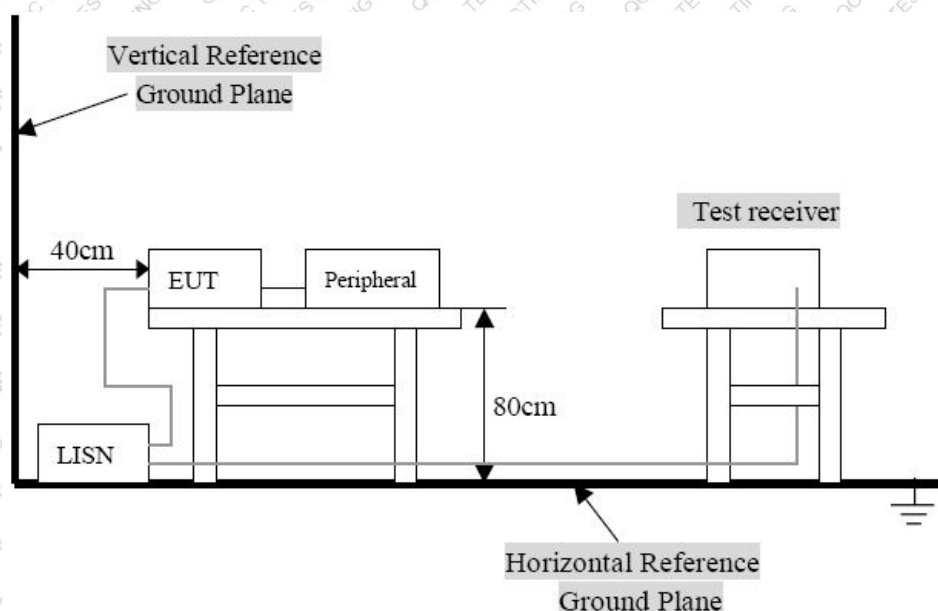 Vertical Reference
Ground Plane
Test receiver
40cm
EUT
Peripheral
80cm
LISN
Horizontal Reference
Ground Plane